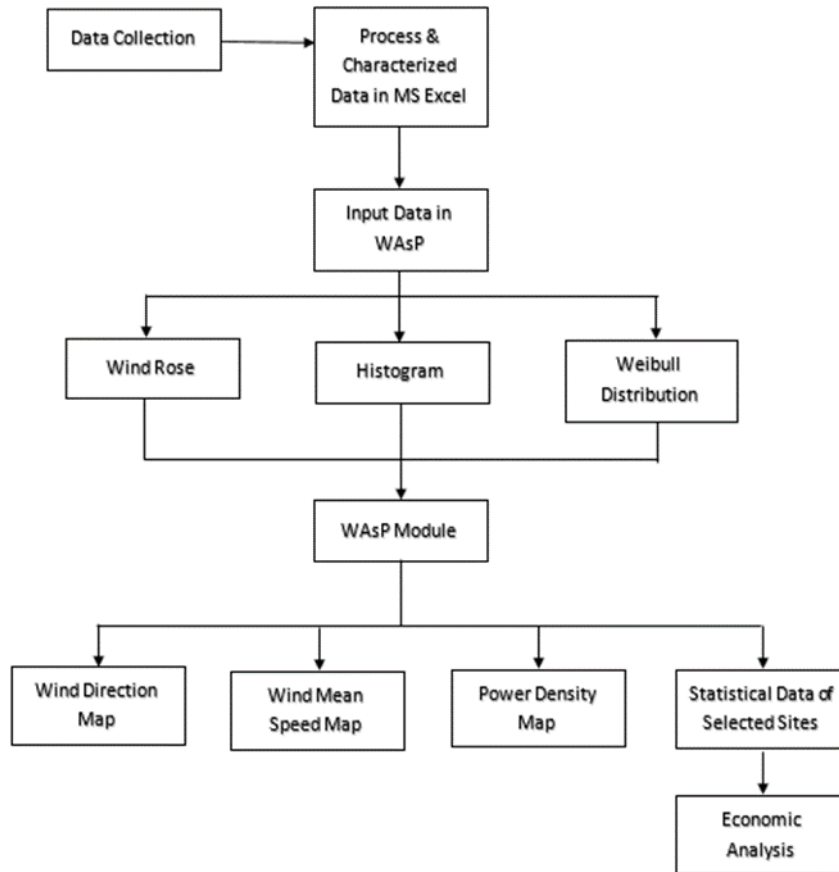 Data Collection
Process &
Characterized
Data in MS Excel
Input Data in
WAsP
Wind Rose
Histogram
Weibull
Distribution
WAsP Module
Wind Direction
Map
Wind Mean
Speed Map
Power Density
Map
Statistical Data of
Selected Sites
Economic
Analysis